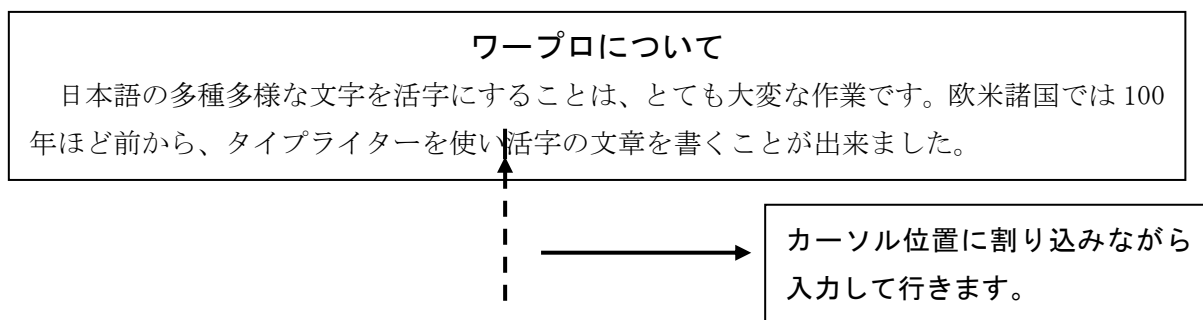 ワープロについて
日本語の多種多様な文字を活字にすることは、とても大変な作業です。欧米諸国では 100
年ほど前から、タイプライターを使い活字の文章を書くことが出来ました。
カーソル位置に割り込みながら
入力して行きます。